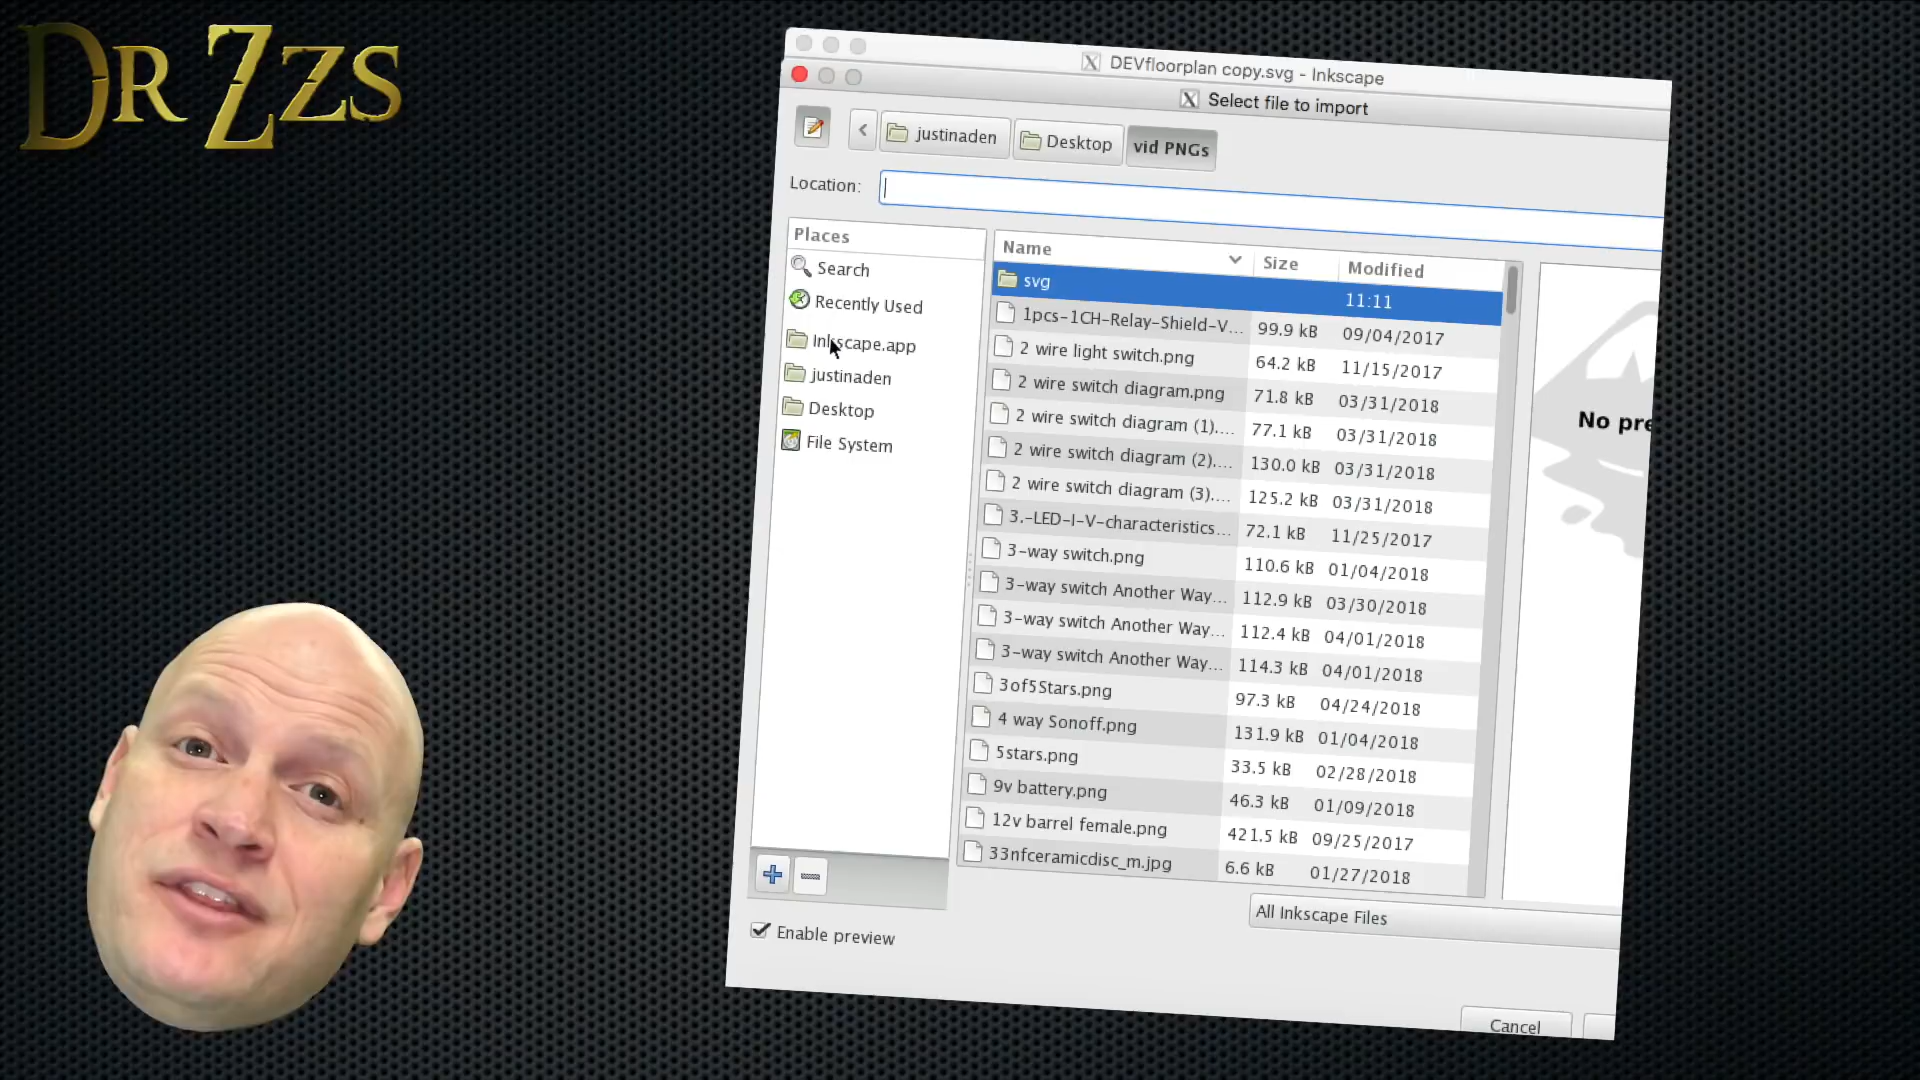 DR ZZS
DEVfloorplan copy.svg - Inkscape
Select file to import
justinaden Desktop vid PNGs
Location:
Places
Search
Recently Used
Inkscape.app
justinaden
Desktop
File System
Name Size Modified
svg 11:11
1pcs-1CH-Relay-Shield-V... 99.9 kB 09/04/2017
2 wire light switch.png 64.2 kB 11/15/2017
2 wire switch diagram.png 71.8 kB 03/31/2018
2 wire switch diagram (1).... 77.1 kB 03/31/2018
2 wire switch diagram (2).... 130.0 kB 03/31/2018
2 wire switch diagram (3).... 125.2 kB 03/31/2018
3.-LED-I-V-characteristics... 72.1 kB 11/25/2017
3-way switch.png 110.6 kB 01/04/2018
3-way switch Another Way... 112.9 kB 03/30/2018
3-way switch Another Way... 112.4 kB 04/01/2018
3-way switch Another Way... 114.3 kB 04/01/2018
3of5Stars.png 97.3 kB 04/24/2018
4 way Sonoff.png 131.9 kB 01/04/2018
5stars.png 33.5 kB 02/28/2018
9v battery.png 46.3 kB 01/09/2018
12v barrel female.png 421.5 kB 09/25/2017
33nfceramicdisc_m.jpg 6.6 kB 01/27/2018
No pre
All Inkscape Files
Enable preview
Cancel